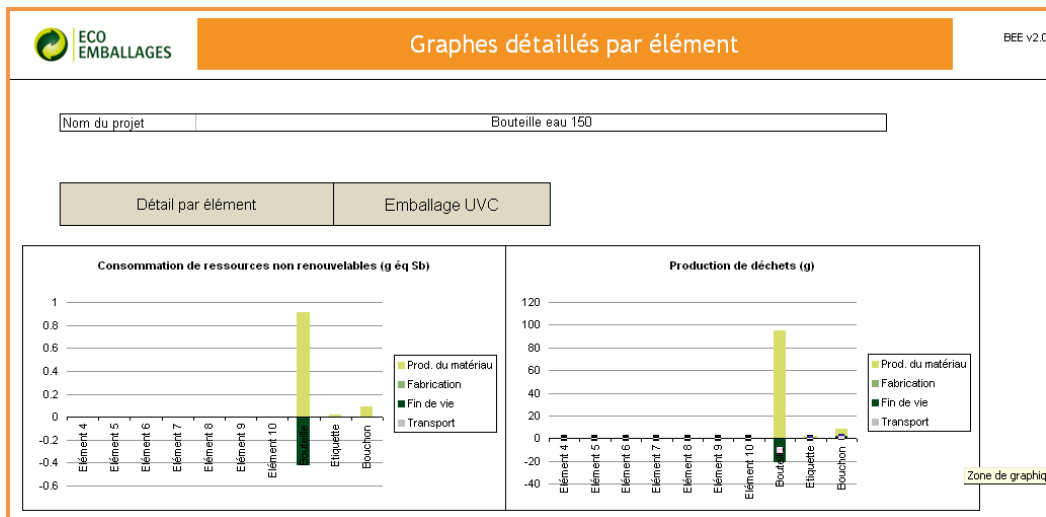 ECO
EMBALLAGES
Graphes détaillés par élément
BEE v2.0
Nom du projet
Bouteille eau 150
Détail par élément
Emballage UVC
Consommation de ressources non renouvelables (g éq Sb)
1
0.8
0.6
0.4
0.2
0
-0.2
-0.4
-0.6
Elément 4
Elément 5
Elément 6
Elément 7
Elément 8
Elément 9
Elément 10
Bouteille
Etiquette
Bouchon
Prod. du matériau
Fabrication
Fin de vie
Transport
Production de déchets (g)
120
100
80
60
40
20
0
-20
-40
Elément 4
Elément 5
Elément 6
Elément 7
Elément 8
Elément 9
Elément 10
Etiquette
Bouchon
Prod. du matériau
Fabrication
Fin de vie
Transport
Zone de graphiq